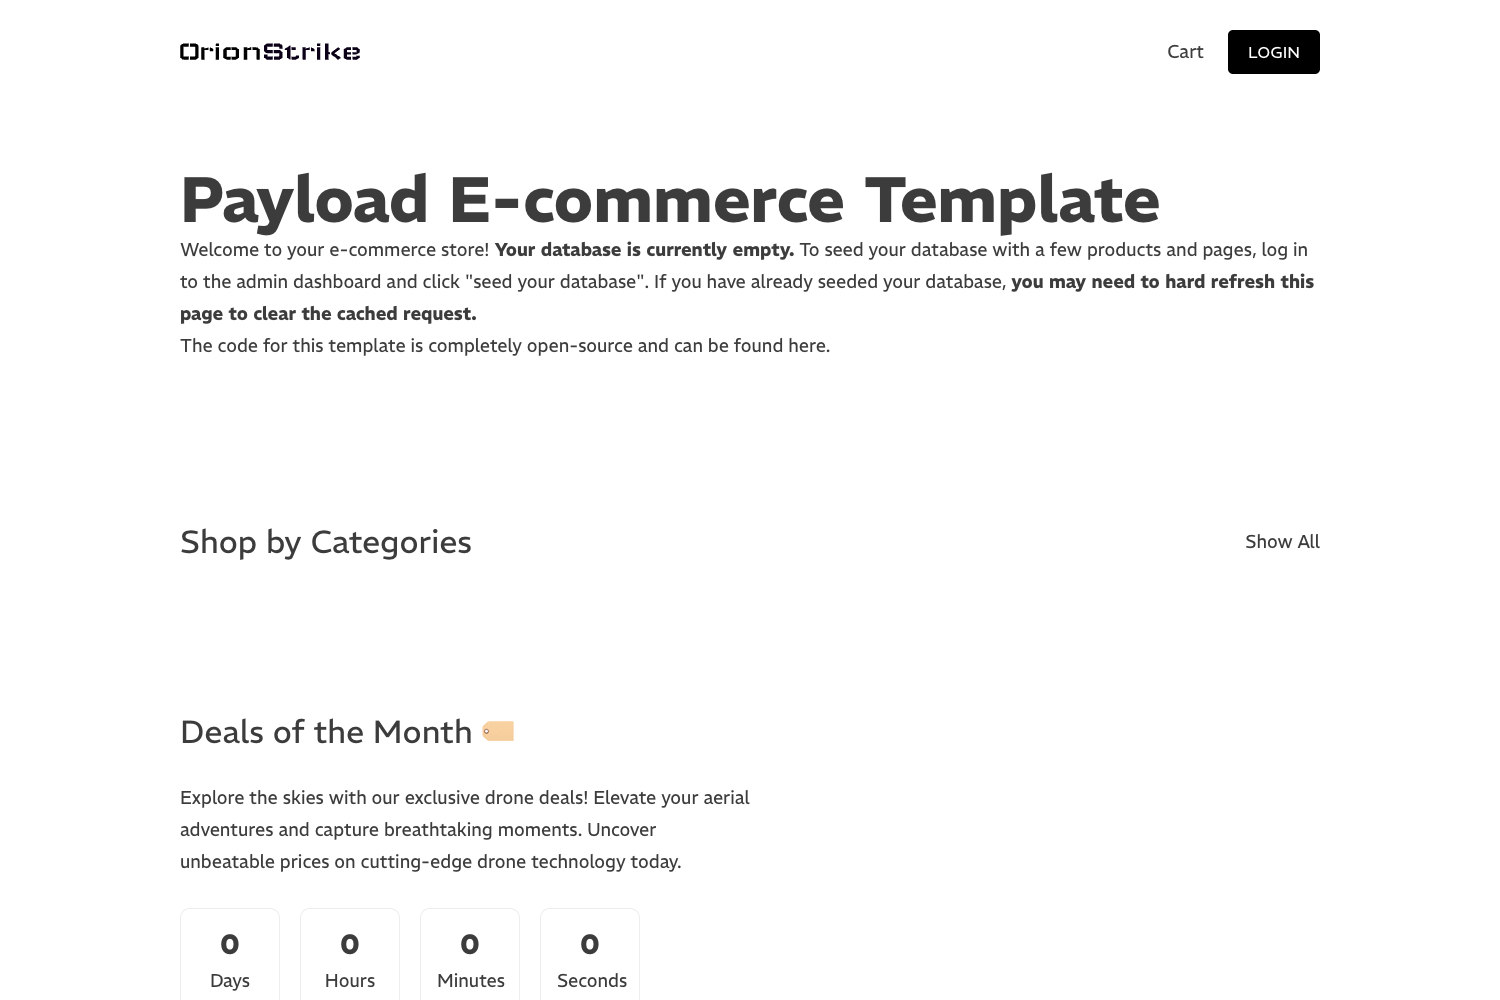 OrionStrike
Cart
LOGIN
Payload E-commerce Template
Welcome to your e-commerce store! Your database is currently empty. To seed your database with a few products and pages, log in
to the admin dashboard and click "seed your database". If you have already seeded your database, you may need to hard refresh this
page to clear the cached request.
The code for this template is completely open-source and can be found here.
Shop by Categories
Show All
Deals of the Month
Explore the skies with our exclusive drone deals! Elevate your aerial
adventures and capture breathtaking moments. Uncover
unbeatable prices on cutting-edge drone technology today.
0 0 0 0
Days Hours Minutes Seconds